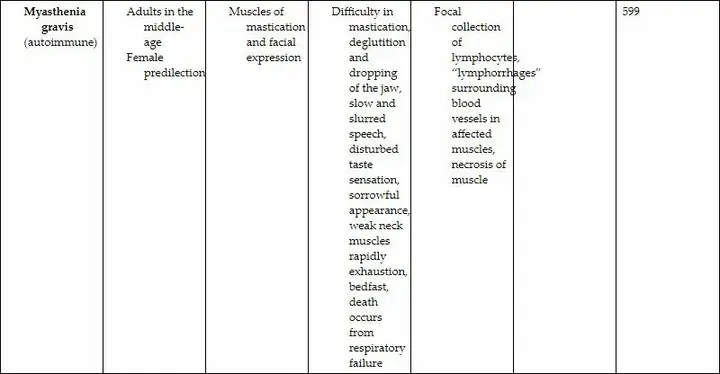 Myasthenia
gravis
(autoimmune)
Adults in the
middle-
age
Female
predilection
Muscles of
mastication
and facial
expression
Difficulty in
mastication,
deglutition
and
dropping
of the jaw,
slow and
slurred
speech,
disturbed
taste
sensation,
sorrowful
appearance,
weak neck
muscles
rapidly
exhaustion,
bedfast,
death
occurs
from
respiratory
failure
Focal
collection
of
lymphocytes,
“lymphorrhages”
surrounding
blood
vessels in
affected
muscles,
necrosis of
muscle
599